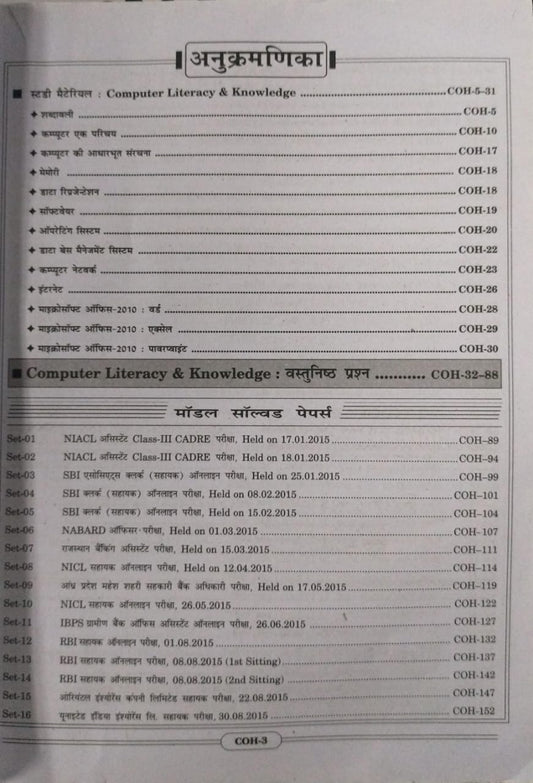 अनुक्रमणिका
■ स्टडी मैटेरियल : Computer Literacy & Knowledge ........ COH-5-31
✦ शब्दावली ........ COH-5
✦ कम्प्यूटर एक परिचय ........ COH-10
✦ कम्प्यूटर की आधारभूत संरचना ........ COH-17
✦ मेमोरी ........ COH-18
✦ डाटा रिप्रजेन्टेशन ........ COH-18
✦ सॉफ्टवेयर ........ COH-19
✦ ऑपरेटिंग सिस्टम ........ COH-20
✦ डाटा बेस मैनेजमेंट सिस्टम ........ COH-22
✦ कम्प्यूटर नेटवर्क ........ COH-23
✦ इंटरनेट ........ COH-26
✦ माइक्रोसॉफ्ट ऑफिस-2010 : वर्ड ........ COH-28
✦ माइक्रोसॉफ्ट ऑफिस-2010 : एक्सेल ........ COH-29
✦ माइक्रोसॉफ्ट ऑफिस-2010 : पावरप्वाइंट ........ COH-30
■ Computer Literacy & Knowledge : वस्तुनिष्ठ प्रश्न ........... COH-32-88
मॉडल सॉल्वड पेपर्स
Set-01 NIACL असिस्टेंट Class-III CADRE परीक्षा, Held on 17.01.2015 ........ COH–89
Set-02 NIACL असिस्टेंट Class-III CADRE परीक्षा, Held on 18.01.2015 ........ COH–94
Set-03 SBI एसोसिएट्स क्लर्क (सहायक) ऑनलाइन परीक्षा, Held on 25.01.2015 ........ COH–99
Set-04 SBI क्लर्क (सहायक) ऑनलाइन परीक्षा, Held on 08.02.2015 ........ COH–101
Set-05 SBI क्लर्क (सहायक) ऑनलाइन परीक्षा, Held on 15.02.2015 ........ COH–104
Set-06 NABARD ऑफिसर परीक्षा, Held on 01.03.2015 ........ COH–107
Set-07 राजस्थान बैंकिंग असिस्टेंट परीक्षा, Held on 15.03.2015 ........ COH–111
Set-08 NICL सहायक ऑनलाइन परीक्षा, Held on 12.04.2015 ........ COH–114
Set-09 आंध्र प्रदेश महेश शहरी सहकारी बैंक अधिकारी परीक्षा, Held on 17.05.2015 ........ COH–119
Set-10 NICL सहायक ऑनलाइन परीक्षा, 26.05.2015 ........ COH-122
Set-11 IBPS ग्रामीण बैंक ऑफिस असिस्टेंट ऑनलाइन परीक्षा, 26.06.2015 ........ COH-127
Set-12 RBI सहायक ऑनलाइन परीक्षा, 01.08.2015 ........ COH-132
Set-13 RBI सहायक ऑनलाइन परीक्षा, 08.08.2015 (1st Sitting) ........ COH-137
Set-14 RBI सहायक ऑनलाइन परीक्षा, 08.08.2015 (2nd Sitting) ........ COH-142
Set-15 ओरियंटल इंश्योरेंस कंपनी लिमिटेड सहायक परीक्षा, 22.08.2015 ........ COH-147
Set-16 यूनाइटेड इंडिया इंश्योरेंस लि. सहायक परीक्षा, 30.08.2015 ........ COH-152
COH-3